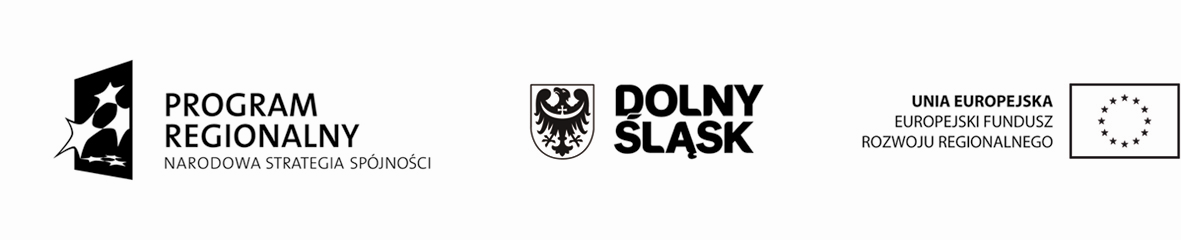 PROGRAM
REGIONALNY
NARODOWA STRATEGIA SPÓJNOŚCI
DOLNY
ŚLĄSK
UNIA EUROPEJSKA
EUROPEJSKI FUNDUSZ
ROZWOJU REGIONALNEGO